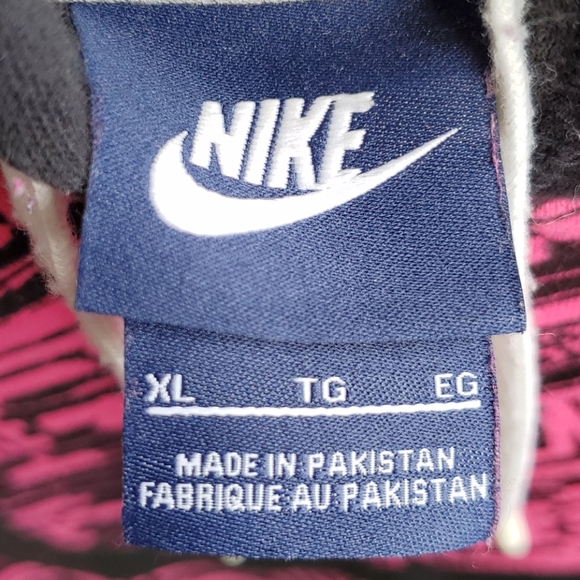 NIKE
XL TG EG
MADE IN PAKISTAN
FABRIQUE AU PAKISTAN